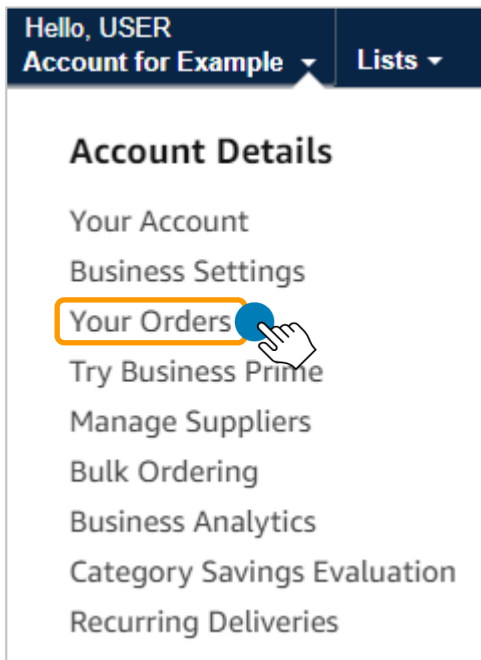 Hello, USER
Account for Example
Lists
Account Details
Your Account
Business Settings
Your Orders
Try Business Prime
Manage Suppliers
Bulk Ordering
Business Analytics
Category Savings Evaluation
Recurring Deliveries